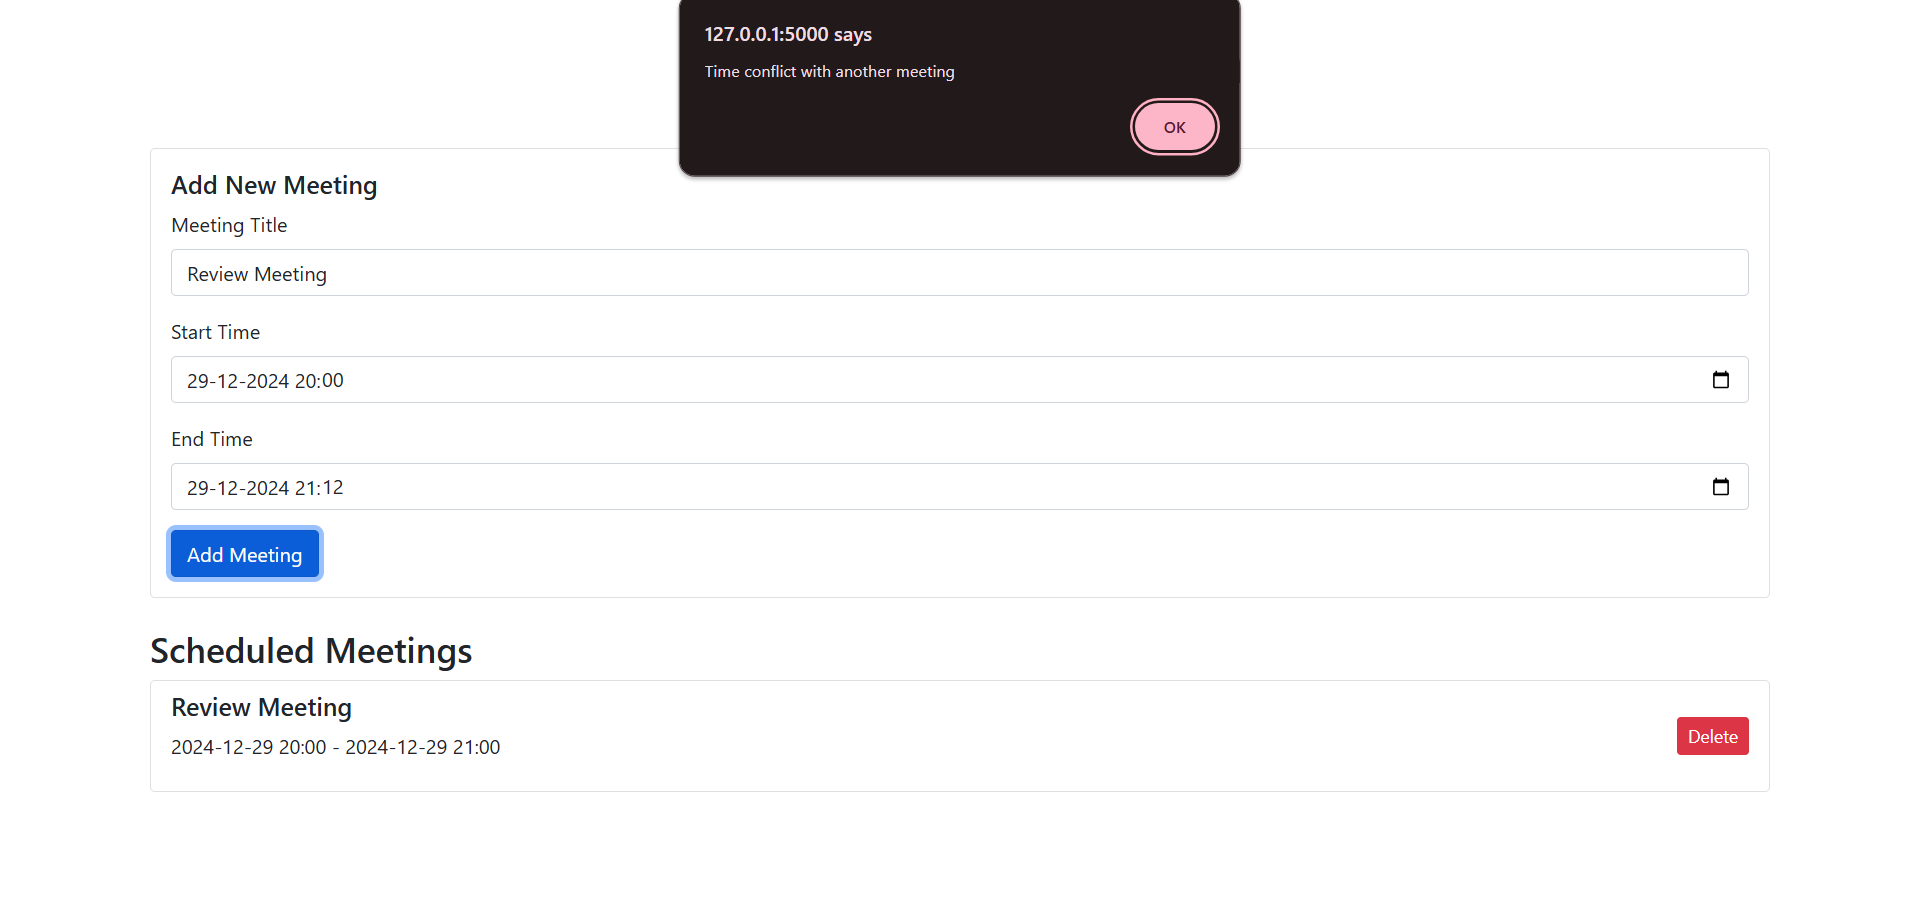 127.0.0.1:5000 says
Time conflict with another meeting
OK
Add New Meeting
Meeting Title
Review Meeting
Start Time
29-12-2024 20:00
End Time
29-12-2024 21:12
Add Meeting
Scheduled Meetings
Review Meeting
2024-12-29 20:00 - 2024-12-29 21:00
Delete